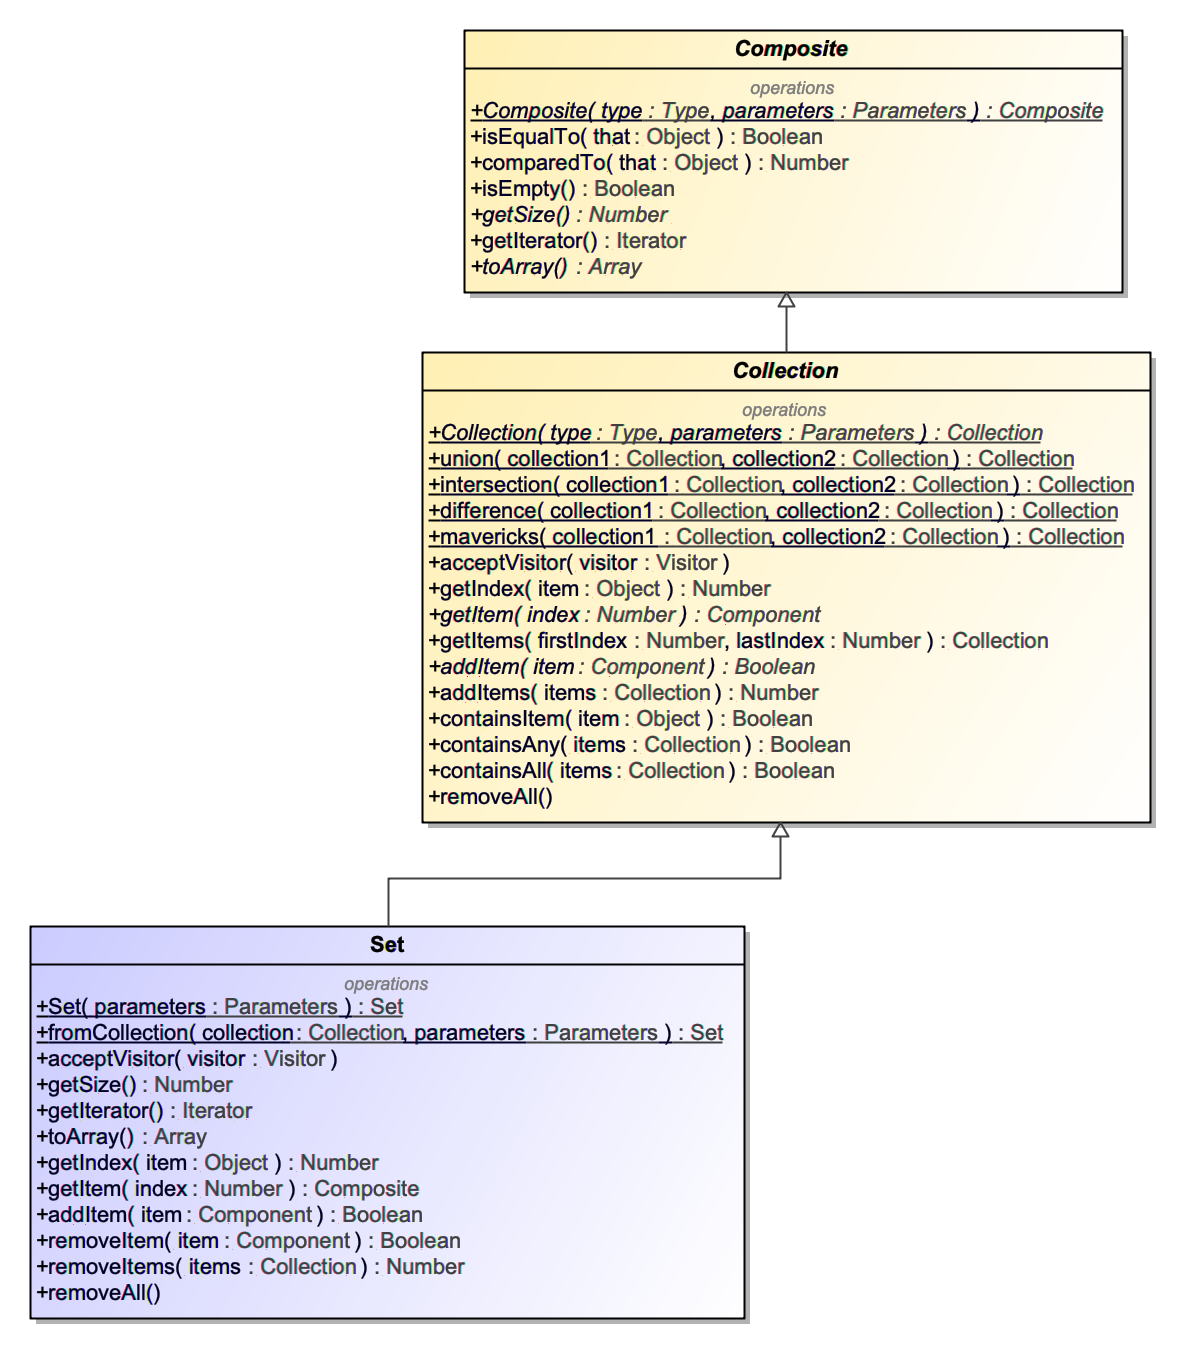 Composite
operations
+Composite( type : Type, parameters : Parameters ) : Composite
+isEqualTo( that : Object ) : Boolean
+comparedTo( that : Object ) : Number
+isEmpty() : Boolean
+getSize() : Number
+getIterator() : Iterator
+toArray() : Array
Collection
operations
+Collection( type : Type, parameters : Parameters ) : Collection
+union( collection1 : Collection, collection2 : Collection ) : Collection
+intersection( collection1 : Collection, collection2 : Collection ) : Collection
+difference( collection1 : Collection, collection2 : Collection ) : Collection
+mavericks( collection1 : Collection, collection2 : Collection ) : Collection
+acceptVisitor( visitor : Visitor )
+getIndex( item : Object ) : Number
+getItem( index : Number ) : Component
+getItems( firstIndex : Number, lastIndex : Number ) : Collection
+addItem( item : Component ) : Boolean
+addItems( items : Collection ) : Number
+containsItem( item : Object ) : Boolean
+containsAny( items : Collection ) : Boolean
+containsAll( items : Collection ) : Boolean
+removeAll()
Set
operations
+Set( parameters : Parameters ) : Set
+fromCollection( collection : Collection, parameters : Parameters ) : Set
+acceptVisitor( visitor : Visitor )
+getSize() : Number
+getIterator() : Iterator
+toArray() : Array
+getIndex( item : Object ) : Number
+getItem( index : Number ) : Composite
+addItem( item : Component ) : Boolean
+removeItem( item : Component ) : Boolean
+removeItems( items : Collection ) : Number
+removeAll()